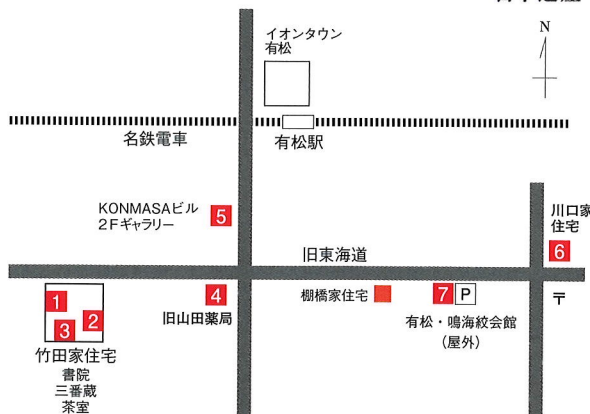 N
イオンタウン
有松
名鉄電車
有松駅
KONMASAビル
2Fギャラリー
5
川口家
住宅
6
旧東海道
1
2
3
4
旧山田薬局
棚橋家住宅
7
P
有松・鳴海絞会館
(屋外)
〒
竹田家住宅
書院
三番蔵
茶室